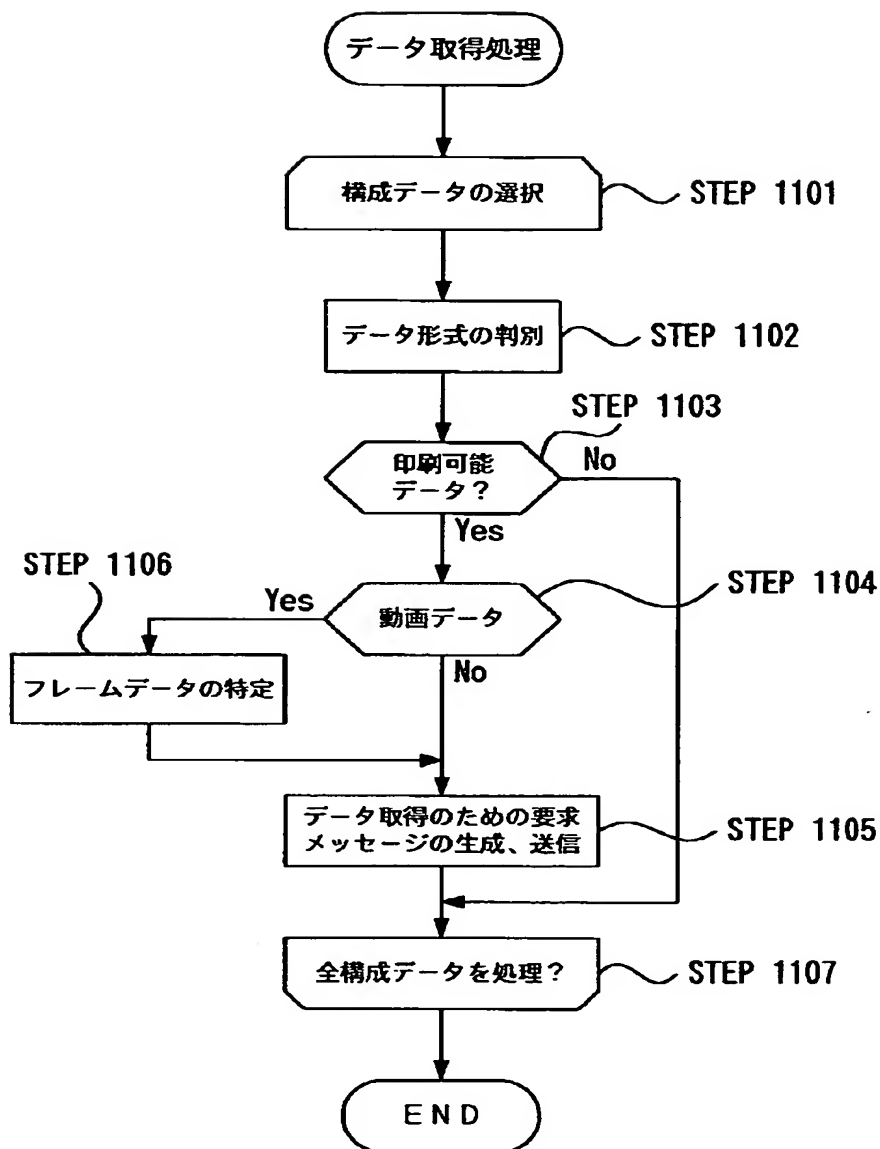 データ取得処理
構成データの選択
STEP 1101
データ形式の判別
STEP 1102
STEP 1103
印刷可能
データ?
No
Yes
STEP 1106
動画データ
STEP 1104
Yes
No
フレームデータの特定
データ取得のための要求
メッセージの生成、送信
STEP 1105
全構成データを処理?
STEP 1107
END